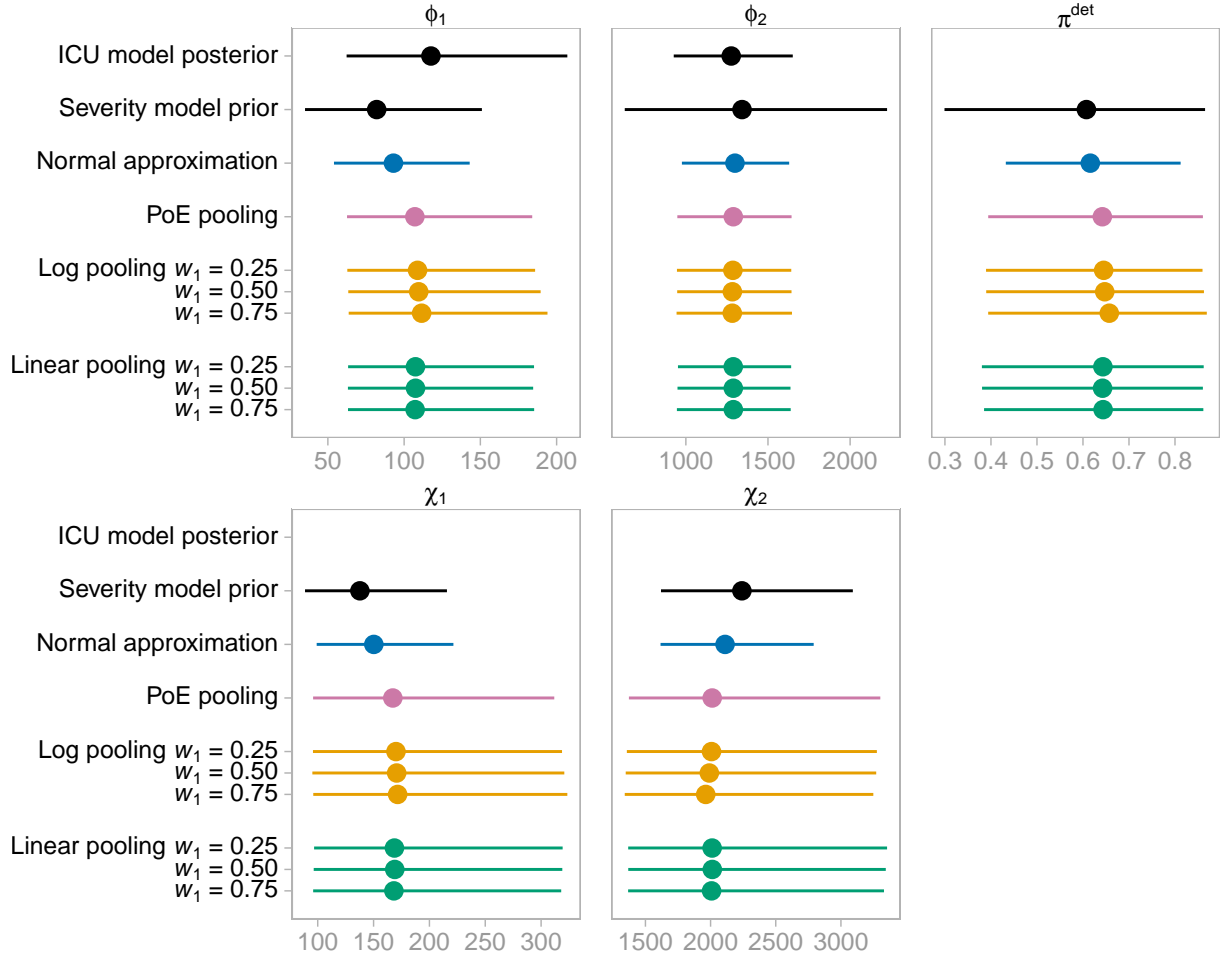 ϕ₁ ϕ₂ π^det
ICU model posterior
Severity model prior
Normal approximation
PoE pooling
Log pooling w₁ = 0.25
w₁ = 0.50
w₁ = 0.75
Linear pooling w₁ = 0.25
w₁ = 0.50
w₁ = 0.75
50 100 150 200 1000 1500 2000 0.3 0.4 0.5 0.6 0.7 0.8
χ₁ χ₂
ICU model posterior
Severity model prior
Normal approximation
PoE pooling
Log pooling w₁ = 0.25
w₁ = 0.50
w₁ = 0.75
Linear pooling w₁ = 0.25
w₁ = 0.50
w₁ = 0.75
100 150 200 250 300 1500 2000 3000